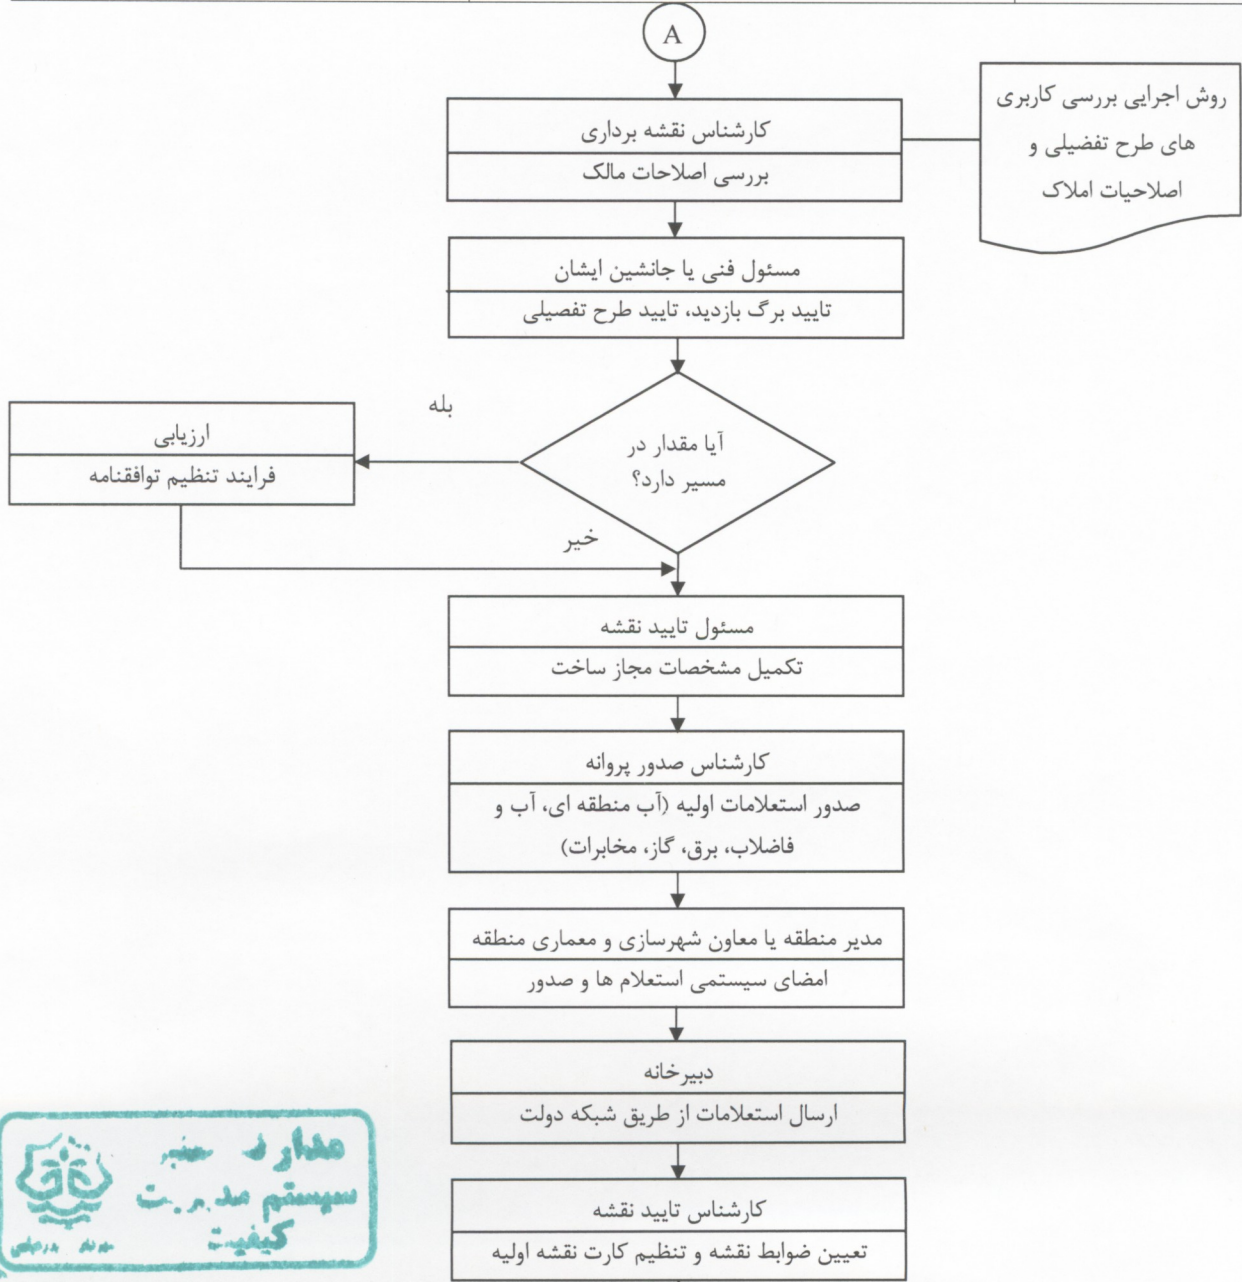 A
کارشناس نقشه برداری
بررسی اصلاحات مالک
روش اجرایی بررسی کاربری
های طرح تفضیلی و
اصلاحیات املاک
مسئول فنی یا جانشین ایشان
تایید برگ بازدید، تایید طرح تفصیلی
آیا مقدار در
مسیر دارد؟
بله
ارزیابی
فرایند تنظیم توافقنامه
خیر
مسئول تایید نقشه
تکمیل مشخصات مجاز ساخت
کارشناس صدور پروانه
صدور استعلامات اولیه (آب منطقه ای، آب و
فاضلاب، برق، گاز، مخابرات)
مدیر منطقه یا معاون شهرسازی و معماری منطقه
امضای سیستمی استعلام ها و صدور
دبیرخانه
ارسال استعلامات از طریق شبکه دولت
کارشناس تایید نقشه
تعیین ضوابط نقشه و تنظیم کارت نقشه اولیه
سیستم مدیریت
کیفیت